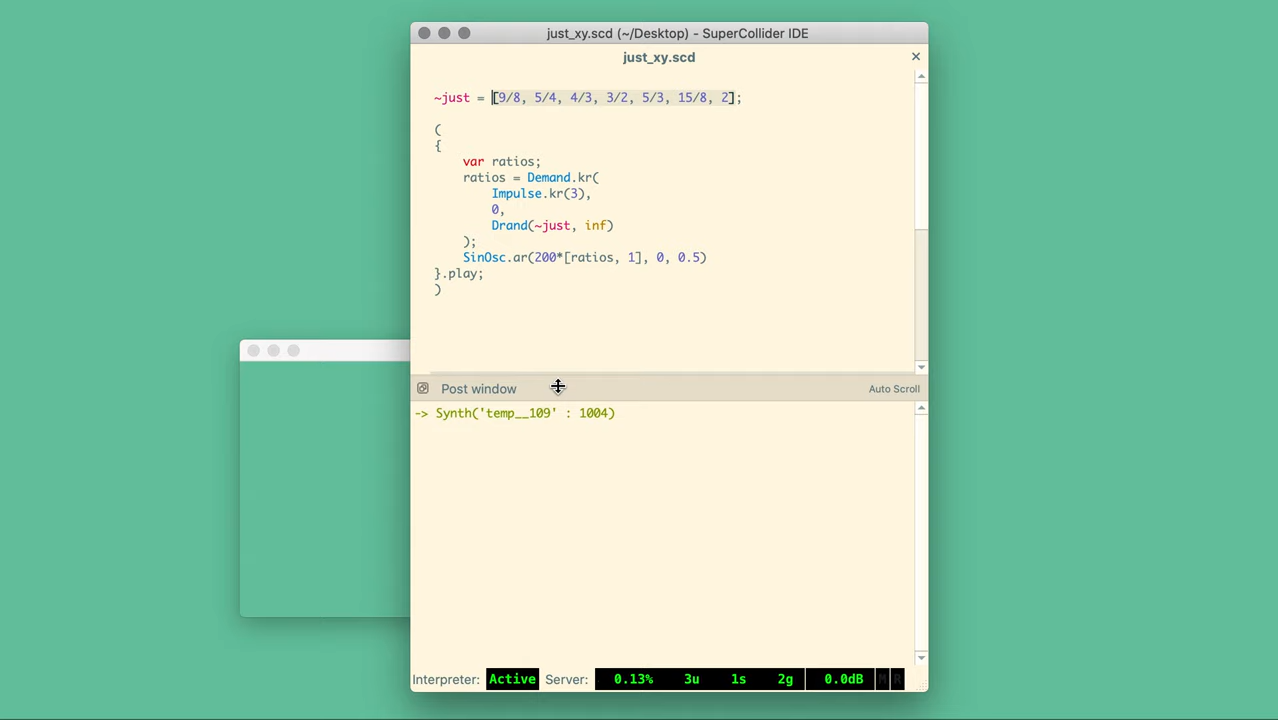 just_xy.scd (~/Desktop) - SuperCollider IDE
just_xy.scd
~just = [9/8, 5/4, 4/3, 3/2, 5/3, 15/8, 2];
(
{
var ratios;
ratios = Demand.kr(
Impulse.kr(3),
0,
Drand(~just, inf)
);
SinOsc.ar(200*[ratios, 1], 0, 0.5)
}.play;
)
Post window Auto Scroll
-> Synth('temp__109' : 1004)
Interpreter: Active Server: 0.13% 3u 1s 2g 0.0dB M R